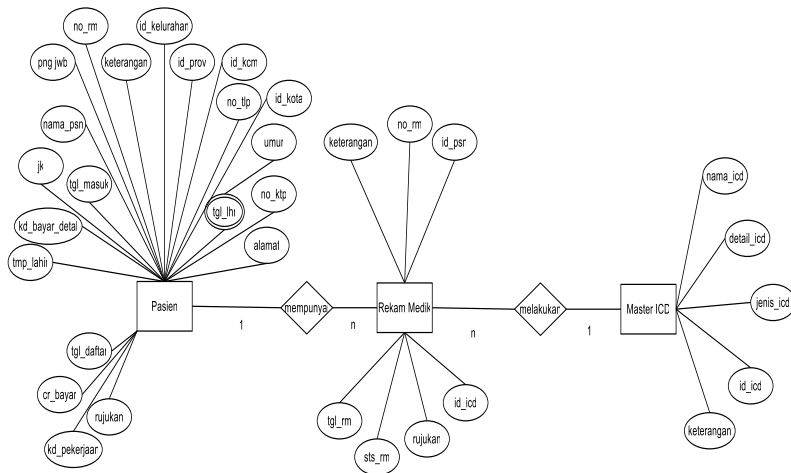 id_kelurahan
no_rm
png.jwb
keterangan
id_prov
id_kcm
no_tlp
id_kota
nama_psn
umur
jk
tgl_masuk
no_ktp
tgl_lhr
kd_bayar_detal
alamat
tmp_lahir
Pasien
1
mempunyai
n
tgl_daftar
cr_bayar
rujukan
kd_pekerjaan
keterangan
no_rm
id_psn
Rekam Medik
n
melakukan
1
tgl_rm
sts_rm
rujukan
id_icd
nama_icd
detail_icd
Master ICD
jenis_icd
id_icd
keterangan